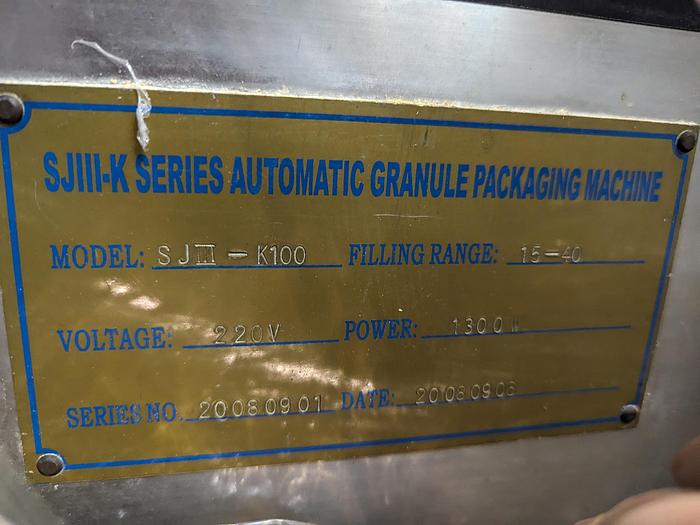 SJIII-K SERIES AUTOMATIC GRANULE PACKAGING MACHINE
MODEL: SJIII-K100 FILLING RANGE: 15-40
VOLTAGE: 220V POWER: 1300W
SERIES NO. 20080901 DATE: 20080906